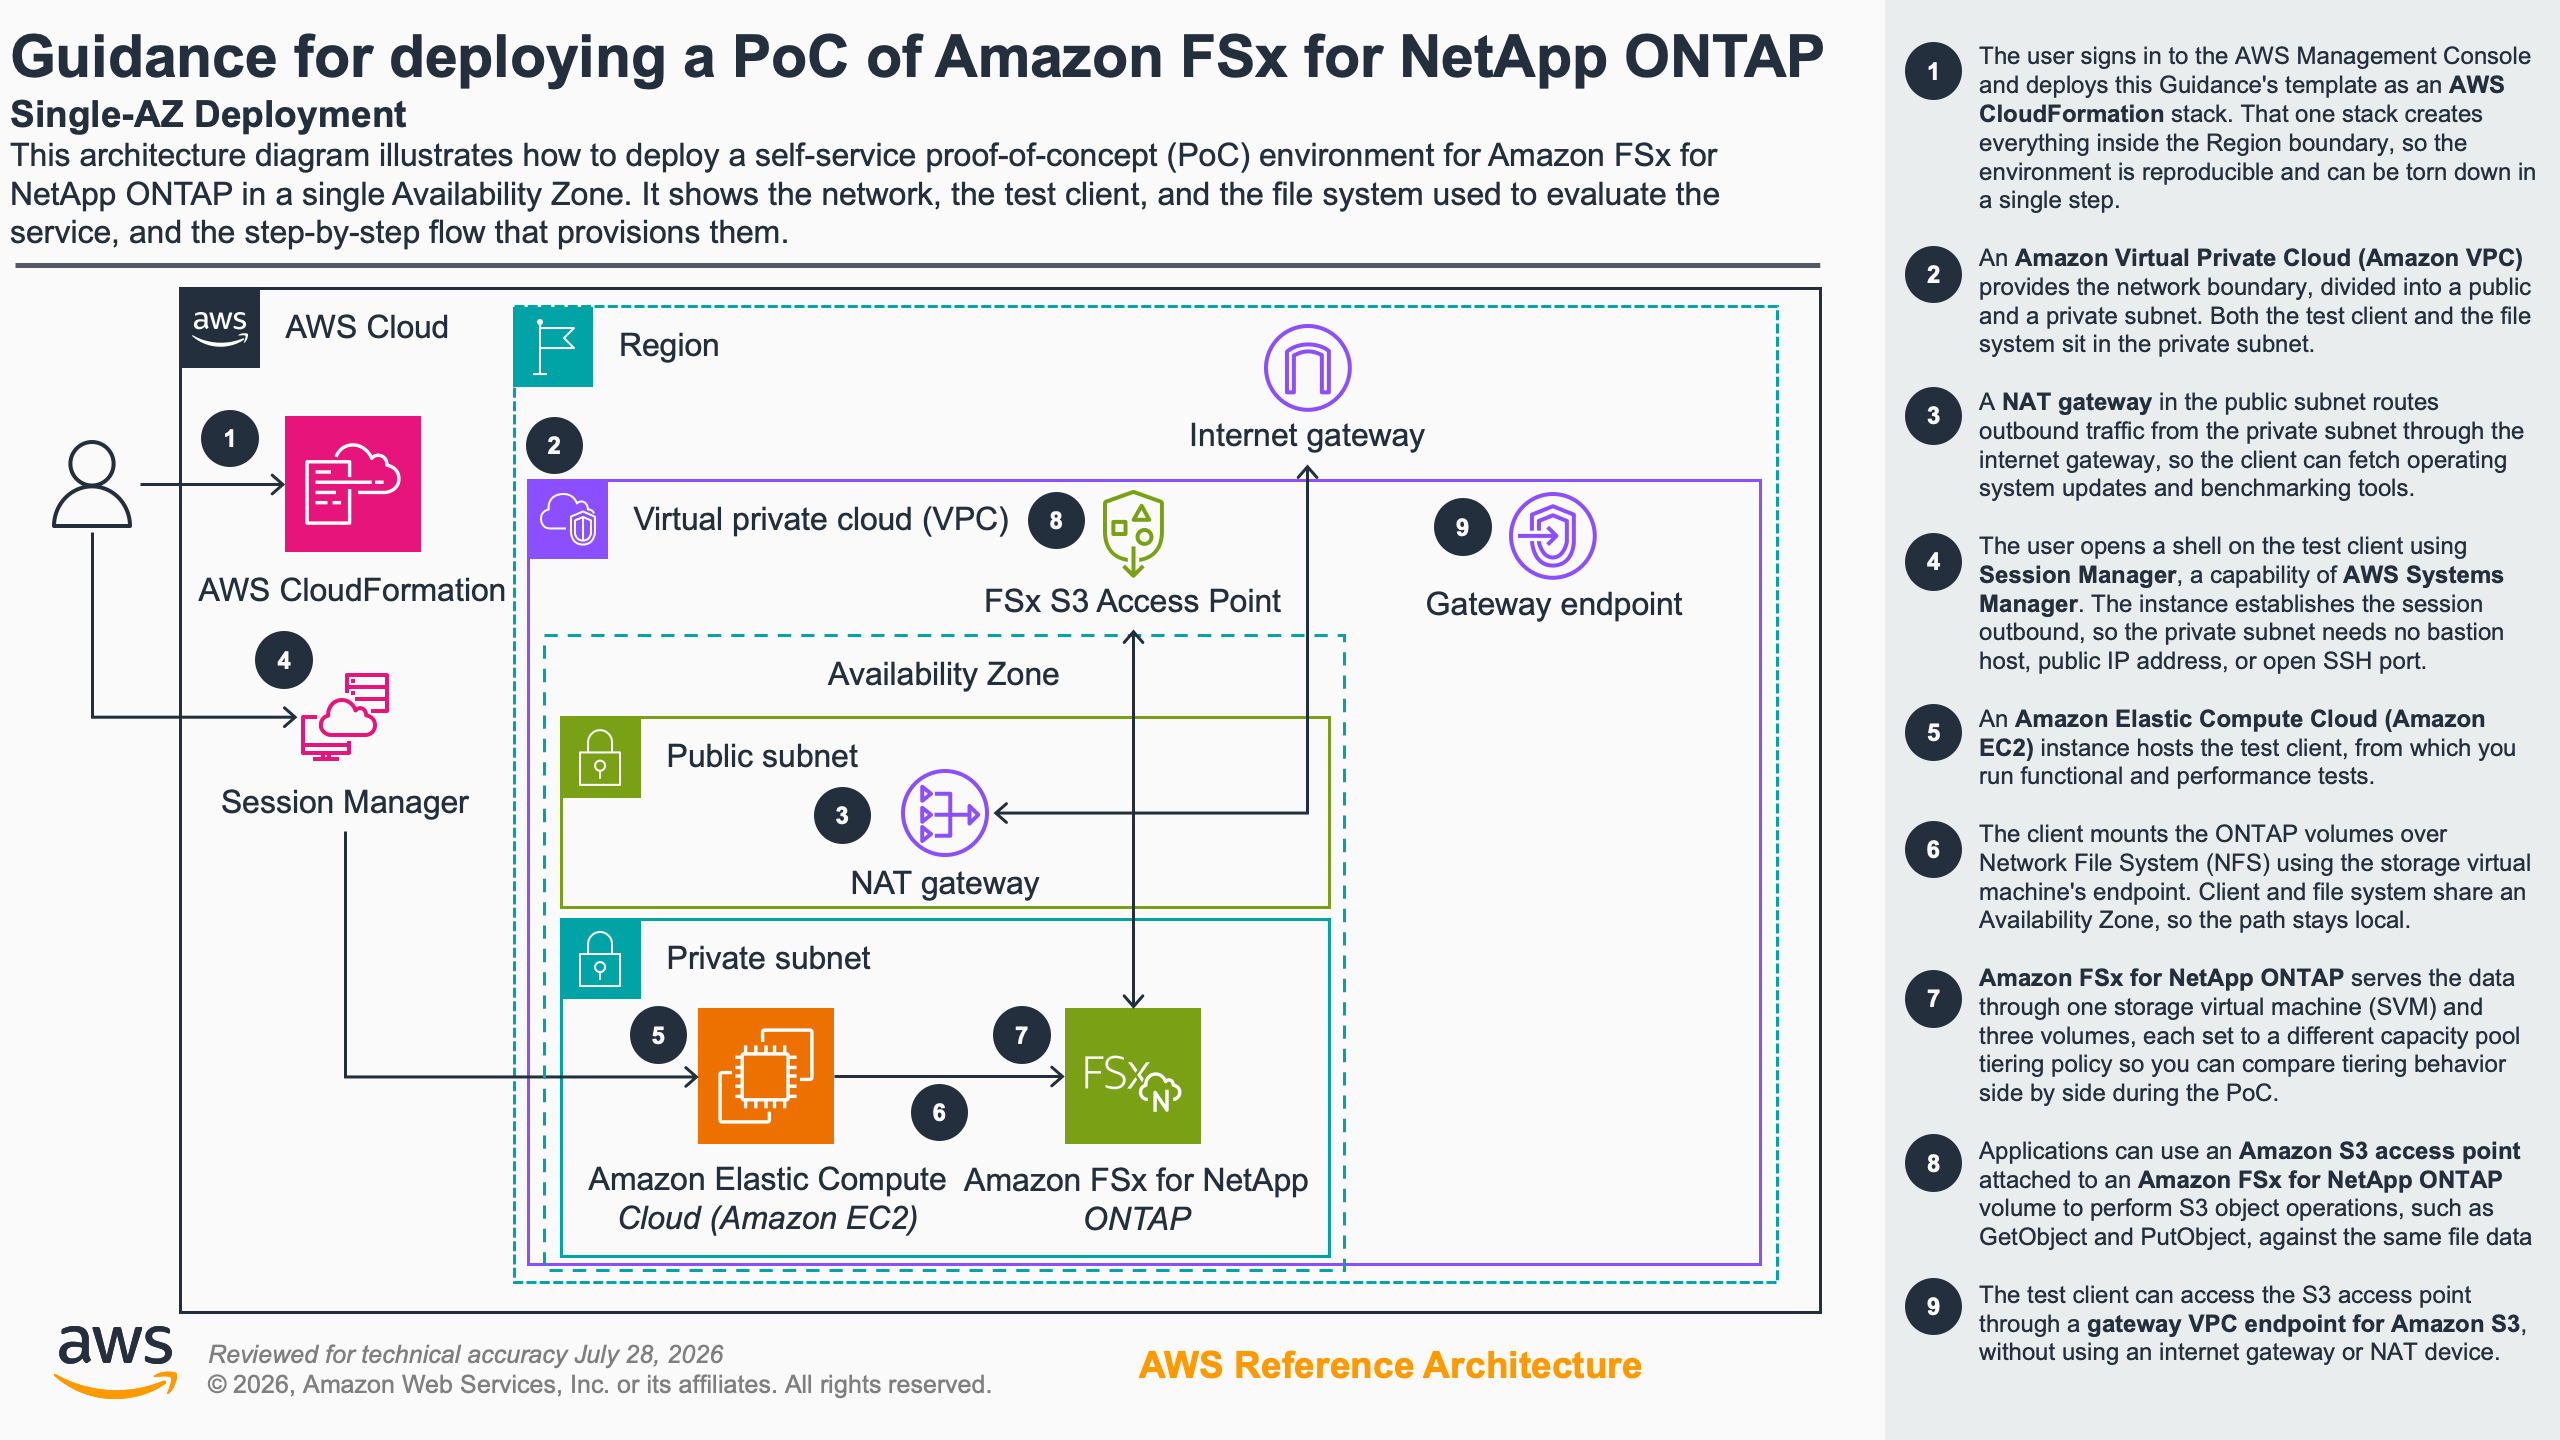 Guidance for deploying a PoC of Amazon FSx for NetApp ONTAP
Single-AZ Deployment
This architecture diagram illustrates how to deploy a self-service proof-of-concept (PoC) environment for Amazon FSx for
NetApp ONTAP in a single Availability Zone. It shows the network, the test client, and the file system used to evaluate the
service, and the step-by-step flow that provisions them.
aws
AWS Cloud
Region
Internet gateway
1
2
AWS CloudFormation
Virtual private cloud (VPC)
8
FSx S3 Access Point
9
Gateway endpoint
4
Session Manager
Availability Zone
Public subnet
3
NAT gateway
Private subnet
5
7
FSx
N
6
Amazon Elastic Compute
Cloud (Amazon EC2)
Amazon FSx for NetApp
ONTAP
aws
Reviewed for technical accuracy July 28, 2026
© 2026, Amazon Web Services, Inc. or its affiliates. All rights reserved.
AWS Reference Architecture
1
The user signs in to the AWS Management Console
and deploys this Guidance's template as an AWS
CloudFormation stack. That one stack creates
everything inside the Region boundary, so the
environment is reproducible and can be torn down in
a single step.
2
An Amazon Virtual Private Cloud (Amazon VPC)
provides the network boundary, divided into a public
and a private subnet. Both the test client and the file
system sit in the private subnet.
3
A NAT gateway in the public subnet routes
outbound traffic from the private subnet through the
internet gateway, so the client can fetch operating
system updates and benchmarking tools.
4
The user opens a shell on the test client using
Session Manager, a capability of AWS Systems
Manager. The instance establishes the session
outbound, so the private subnet needs no bastion
host, public IP address, or open SSH port.
5
An Amazon Elastic Compute Cloud (Amazon
EC2) instance hosts the test client, from which you
run functional and performance tests.
6
The client mounts the ONTAP volumes over
Network File System (NFS) using the storage virtual
machine's endpoint. Client and file system share an
Availability Zone, so the path stays local.
7
Amazon FSx for NetApp ONTAP serves the data
through one storage virtual machine (SVM) and
three volumes, each set to a different capacity pool
tiering policy so you can compare tiering behavior
side by side during the PoC.
8
Applications can use an Amazon S3 access point
attached to an Amazon FSx for NetApp ONTAP
volume to perform S3 object operations, such as
GetObject and PutObject, against the same file data
9
The test client can access the S3 access point
through a gateway VPC endpoint for Amazon S3,
without using an internet gateway or NAT device.